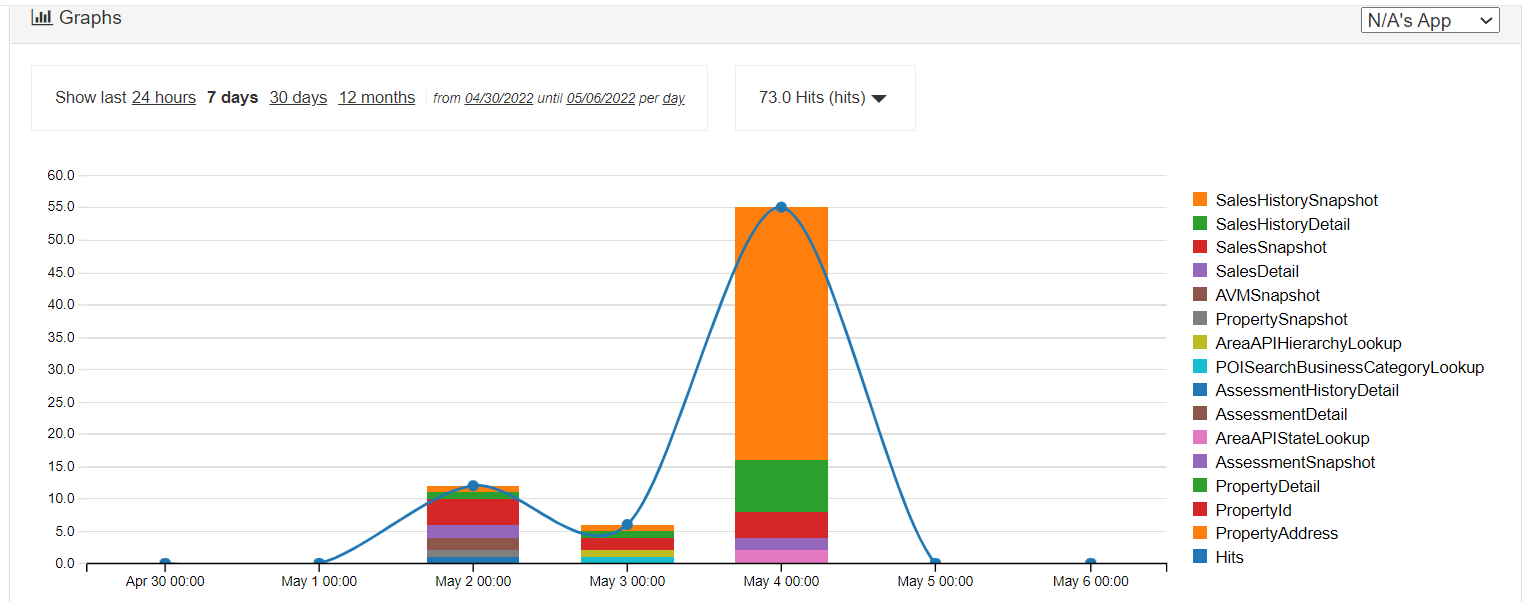 Graphs
N/A's App
Show last 24 hours 7 days 30 days 12 months from 04/30/2022 until 05/06/2022 per day
73.0 Hits (hits)
60.0
55.0
50.0
45.0
40.0
35.0
30.0
25.0
20.0
15.0
10.0
5.0
0.0
Apr 30 00:00 May 1 00:00 May 2 00:00 May 3 00:00 May 4 00:00 May 5 00:00 May 6 00:00
SalesHistorySnapshot
SalesHistoryDetail
SalesSnapshot
SalesDetail
AVMSnapshot
PropertySnapshot
AreaAPIHierarchyLookup
POISearchBusinessCategoryLookup
AssessmentHistoryDetail
AssessmentDetail
AreaAPIStateLookup
AssessmentSnapshot
PropertyDetail
PropertyId
PropertyAddress
Hits